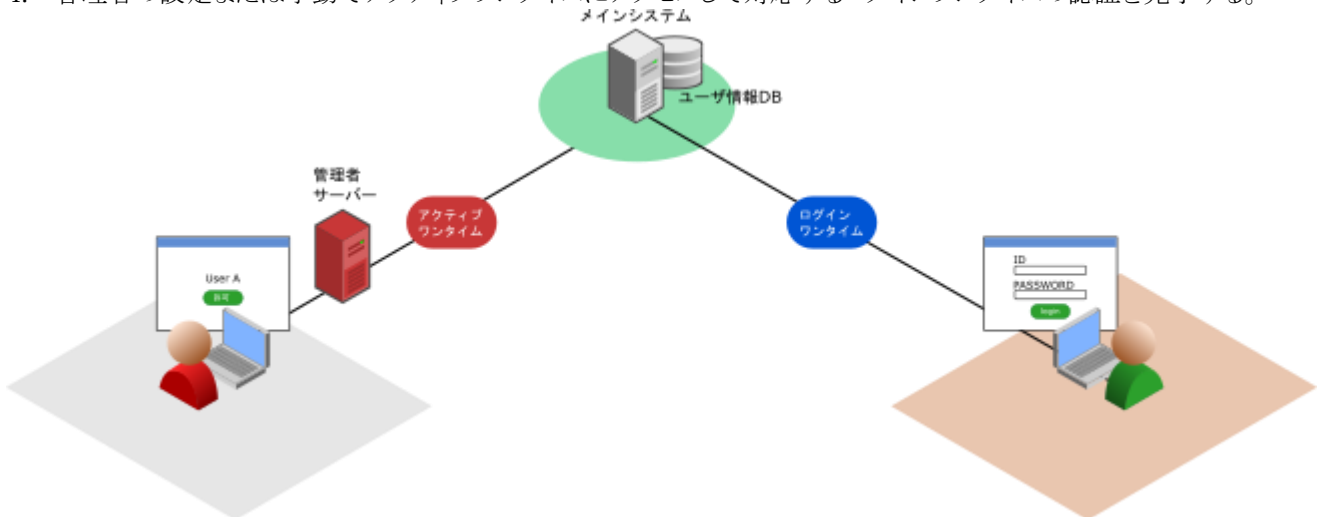 メインシステム
ユーザ情報DB
管理者
サーバー
アクティブ
ワンタイム
ログイン
ワンタイム
User A
許可
ID
PASSWORD
login